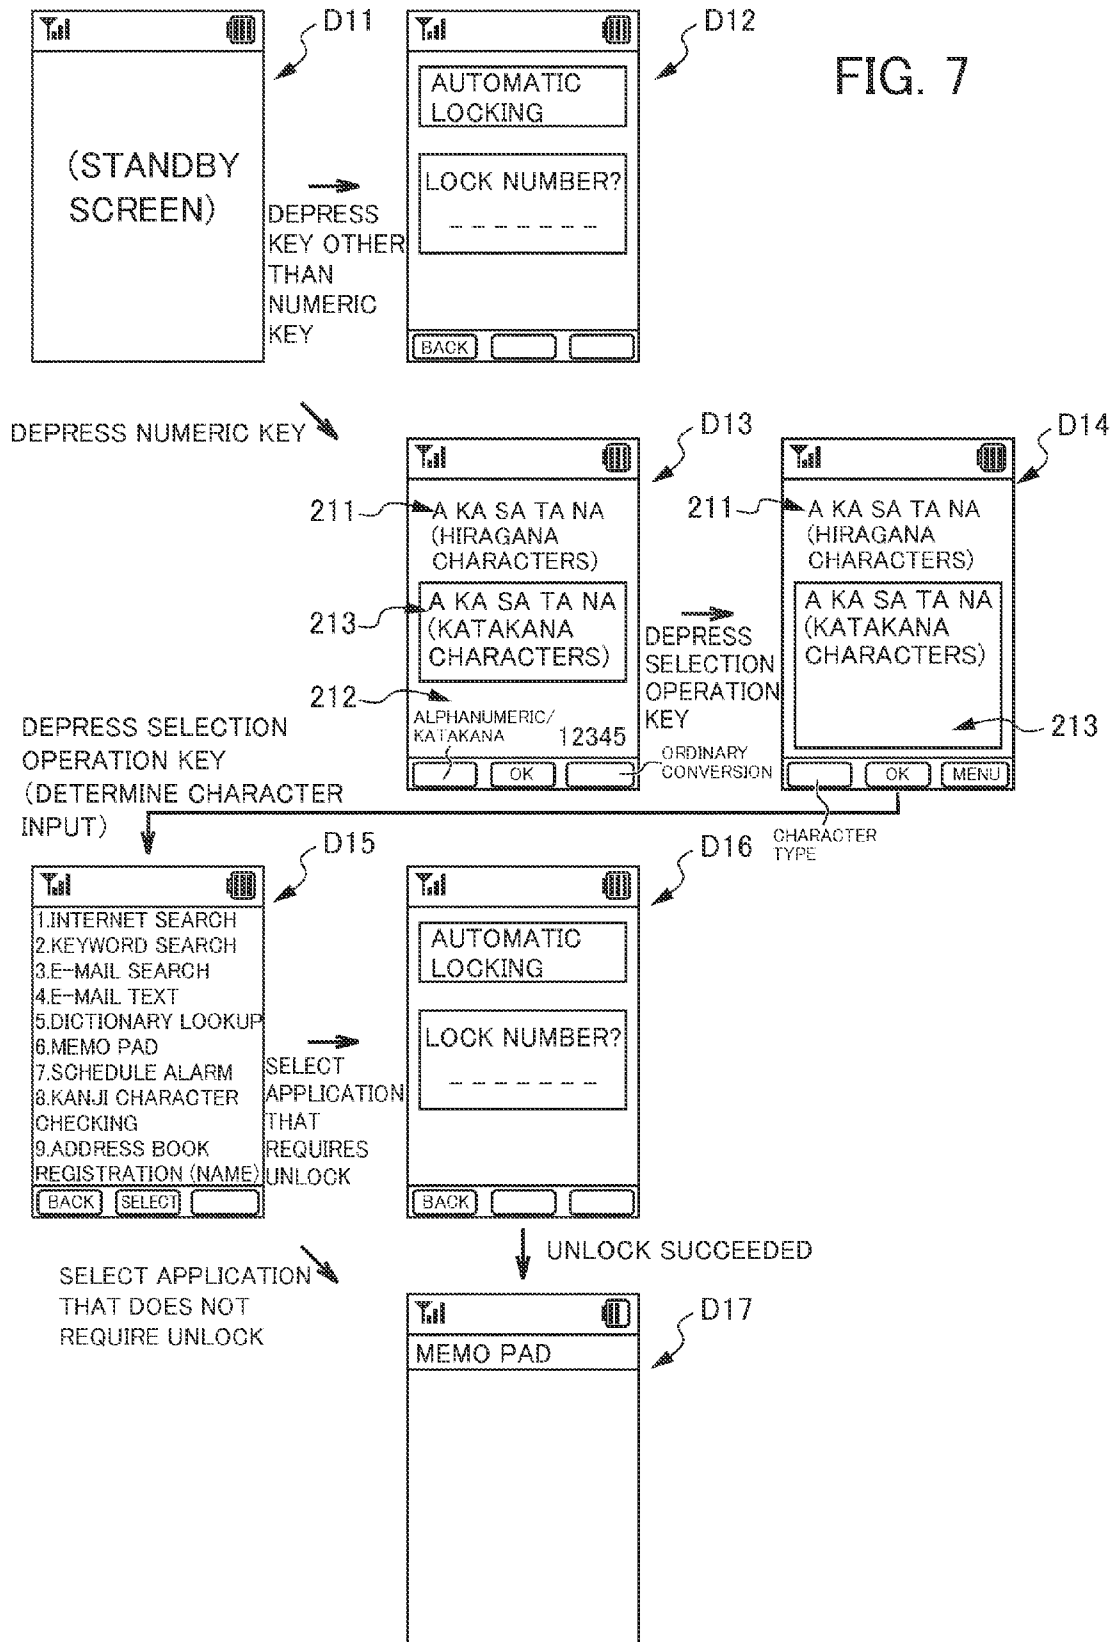 D11
D12
FIG. 7
(STANDBY
SCREEN)
DEPRESS
KEY OTHER
THAN
NUMERIC
KEY
AUTOMATIC
LOCKING
LOCK NUMBER?
_ _ _ _ _ _ _
BACK
DEPRESS NUMERIC KEY
D13
D14
211
A KA SA TA NA
(HIRAGANA
CHARACTERS)
213
A KA SA TA NA
(KATAKANA
CHARACTERS)
212
ALPHANUMERIC/
KATAKANA
12345
OK
ORDINARY
CONVERSION
DEPRESS
SELECTION
OPERATION
KEY
211
A KA SA TA NA
(HIRAGANA
CHARACTERS)
A KA SA TA NA
(KATAKANA
CHARACTERS)
213
OK
MENU
CHARACTER
TYPE
DEPRESS SELECTION
OPERATION KEY
(DETERMINE CHARACTER
INPUT)
D15
D16
1.INTERNET SEARCH
2.KEYWORD SEARCH
3.E-MAIL SEARCH
4.E-MAIL TEXT
5.DICTIONARY LOOKUP
6.MEMO PAD
7.SCHEDULE ALARM
8.KANJI CHARACTER
CHECKING
9.ADDRESS BOOK
REGISTRATION (NAME)
BACK
SELECT
SELECT
APPLICATION
THAT
REQUIRES
UNLOCK
AUTOMATIC
LOCKING
LOCK NUMBER?
_ _ _ _ _ _ _
BACK
UNLOCK SUCCEEDED
SELECT APPLICATION
THAT DOES NOT
REQUIRE UNLOCK
D17
MEMO PAD